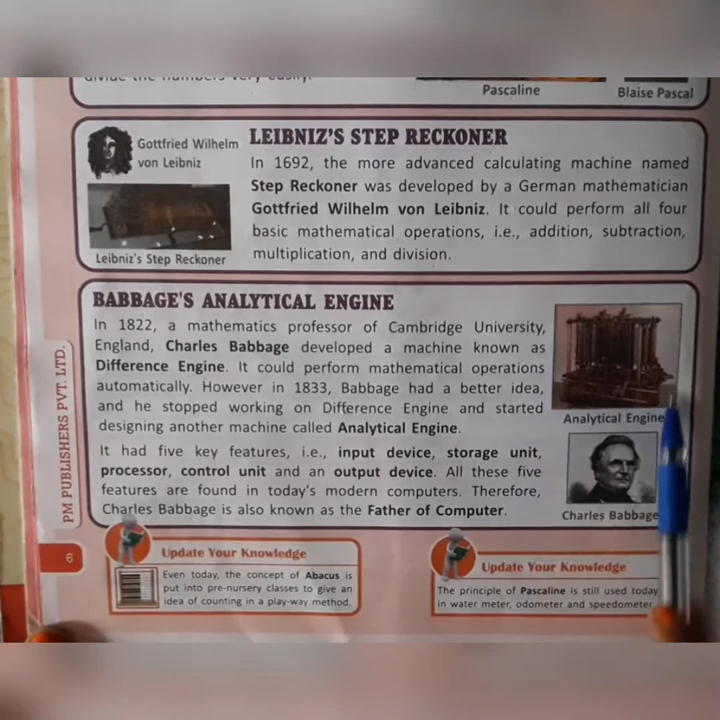 divide the numbers very easily.
Pascaline
Blaise Pascal
Gottfried Wilhelm
von Leibniz
Leibniz's Step Reckoner
LEIBNIZ'S STEP RECKONER
In 1692, the more advanced calculating machine named
Step Reckoner was developed by a German mathematician
Gottfried Wilhelm von Leibniz. It could perform all four
basic mathematical operations, i.e., addition, subtraction,
multiplication, and division.
BABBAGE'S ANALYTICAL ENGINE
In 1822, a mathematics professor of Cambridge University,
England, Charles Babbage developed a machine known as
Difference Engine. It could perform mathematical operations
automatically. However in 1833, Babbage had a better idea,
and he stopped working on Difference Engine and started
designing another machine called Analytical Engine.
It had five key features, i.e., input device, storage unit,
processor, control unit and an output device. All these five
features are found in today's modern computers. Therefore,
Charles Babbage is also known as the Father of Computer.
Analytical Engine
Charles Babbage
PM PUBLISHERS PVT. LTD.
6
Update Your Knowledge
Even today, the concept of Abacus is
put into pre-nursery classes to give an
idea of counting in a play-way method.
Update Your Knowledge
The principle of Pascaline is still used today
in water meter, odometer and speedometer